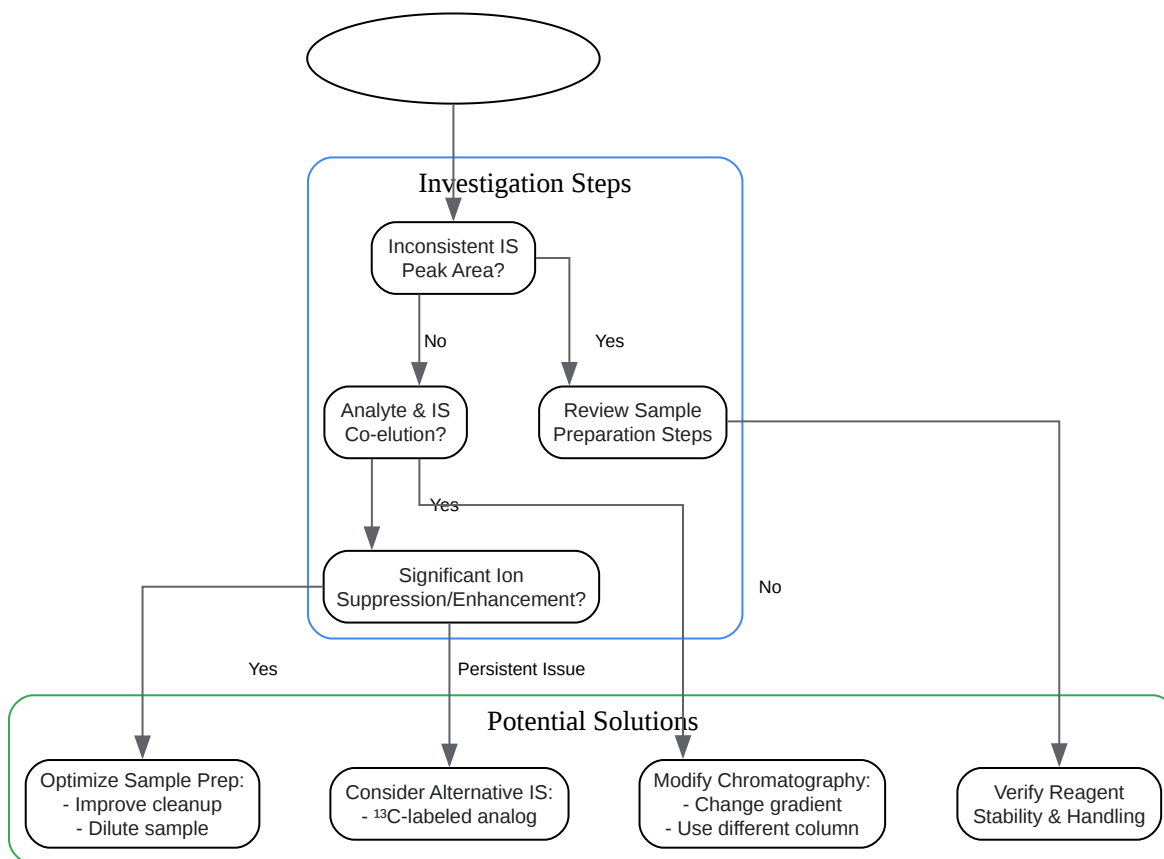 Investigation Steps
Inconsistent IS
Peak Area?
No
Yes
Analyte & IS
Co-elution?
Review Sample
Preparation Steps
Yes
Significant Ion
Suppression/Enhancement?
No
Yes
Persistent Issue
Potential Solutions
Optimize Sample Prep:
- Improve cleanup
- Dilute sample
Consider Alternative IS:
- ¹³C-labeled analog
Modify Chromatography:
- Change gradient
- Use different column
Verify Reagent
Stability & Handling